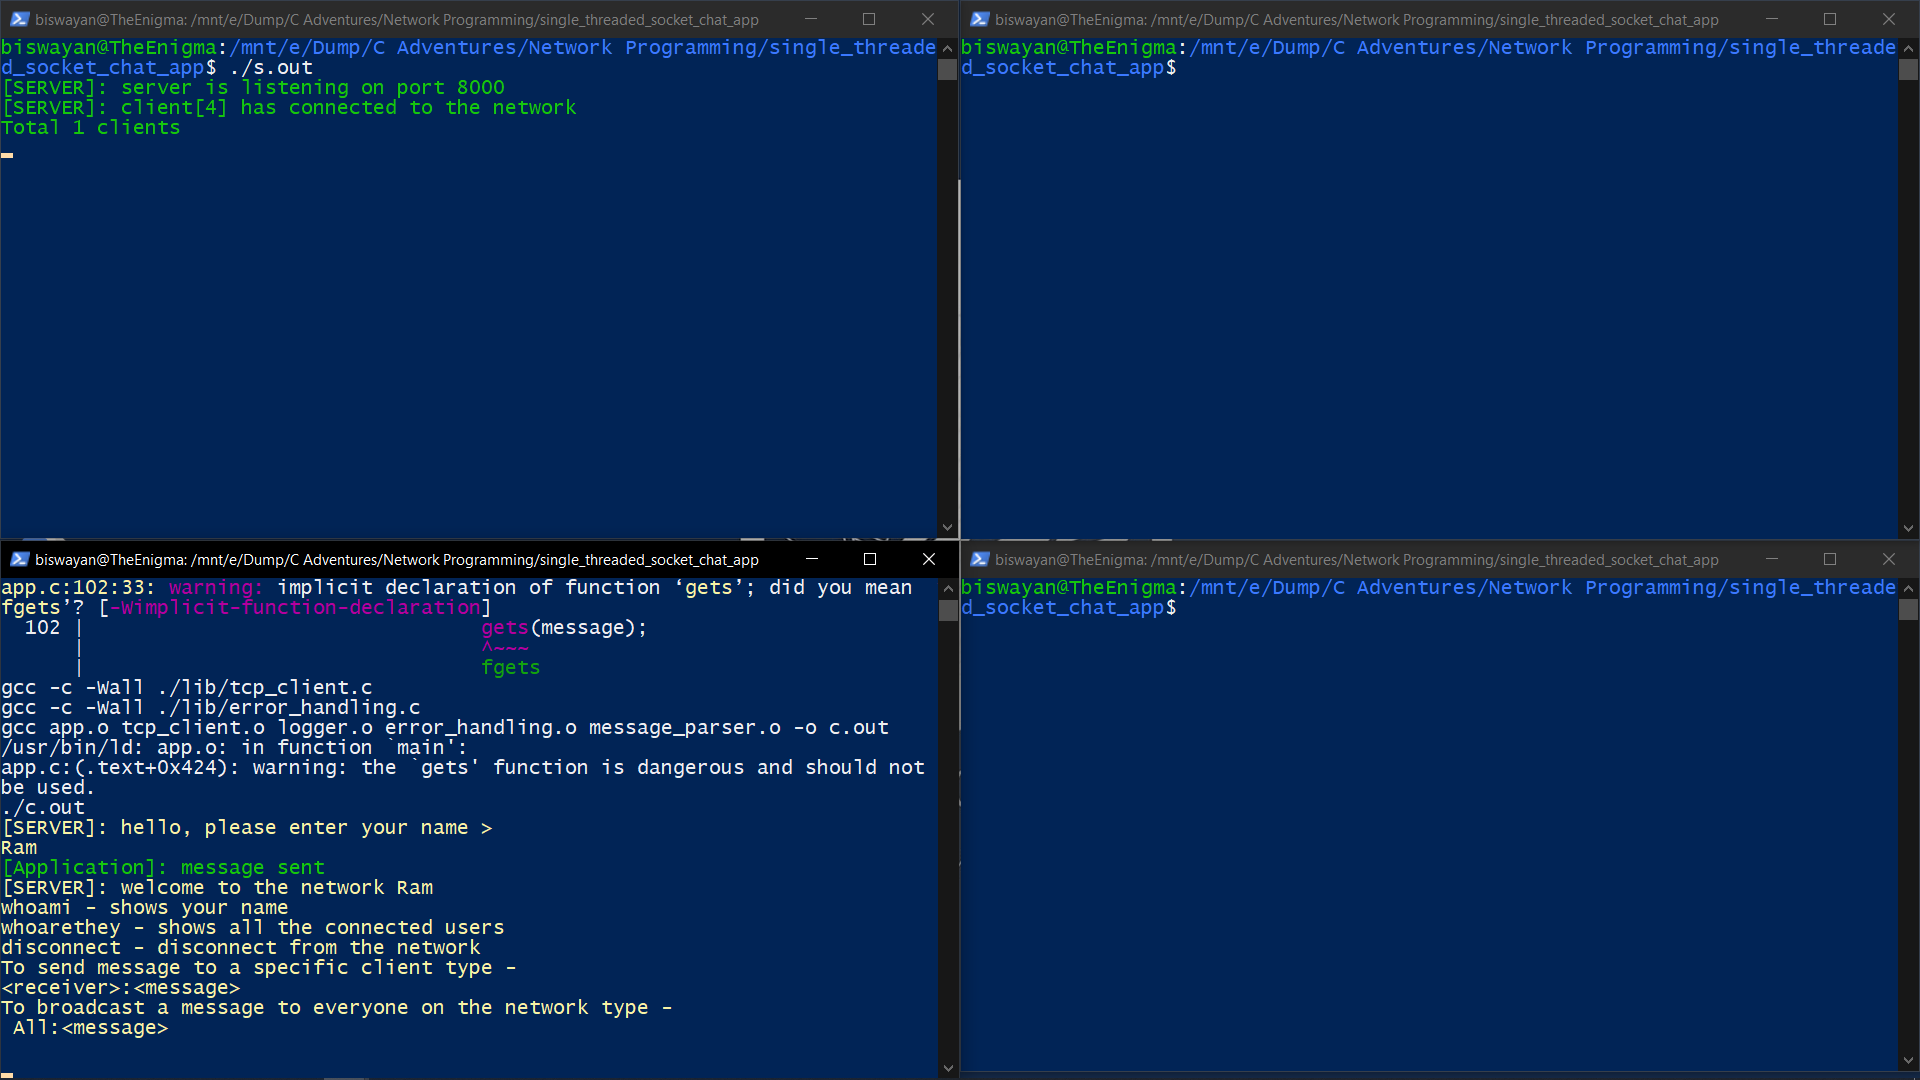 biswayan@TheEnigma: /mnt/e/Dump/C Adventures/Network Programming/single_threaded_socket_chat_app
biswayan@TheEnigma:/mnt/e/Dump/C Adventures/Network Programming/single_threade
d_socket_chat_app$ ./s.out
[SERVER]: server is listening on port 8000
[SERVER]: client[4] has connected to the network
Total 1 clients
biswayan@TheEnigma: /mnt/e/Dump/C Adventures/Network Programming/single_threaded_socket_chat_app
biswayan@TheEnigma:/mnt/e/Dump/C Adventures/Network Programming/single_threade
d_socket_chat_app$
biswayan@TheEnigma: /mnt/e/Dump/C Adventures/Network Programming/single_threaded_socket_chat_app
app.c:102:33: warning: implicit declaration of function ‘gets’; did you mean
fgets’? [-Wimplicit-function-declaration]
102 | gets(message);
| ^~~~
| fgets
gcc -c -Wall ./lib/tcp_client.c
gcc -c -Wall ./lib/error_handling.c
gcc app.o tcp_client.o logger.o error_handling.o message_parser.o -o c.out
/usr/bin/ld: app.o: in function `main':
app.c:(.text+0x424): warning: the `gets' function is dangerous and should not
be used.
./c.out
[SERVER]: hello, please enter your name >
Ram
[Application]: message sent
[SERVER]: welcome to the network Ram
whoami - shows your name
whoarethey - shows all the connected users
disconnect - disconnect from the network
To send message to a specific client type -
<receiver>:<message>
To broadcast a message to everyone on the network type -
All:<message>
biswayan@TheEnigma: /mnt/e/Dump/C Adventures/Network Programming/single_threaded_socket_chat_app
biswayan@TheEnigma:/mnt/e/Dump/C Adventures/Network Programming/single_threade
d_socket_chat_app$